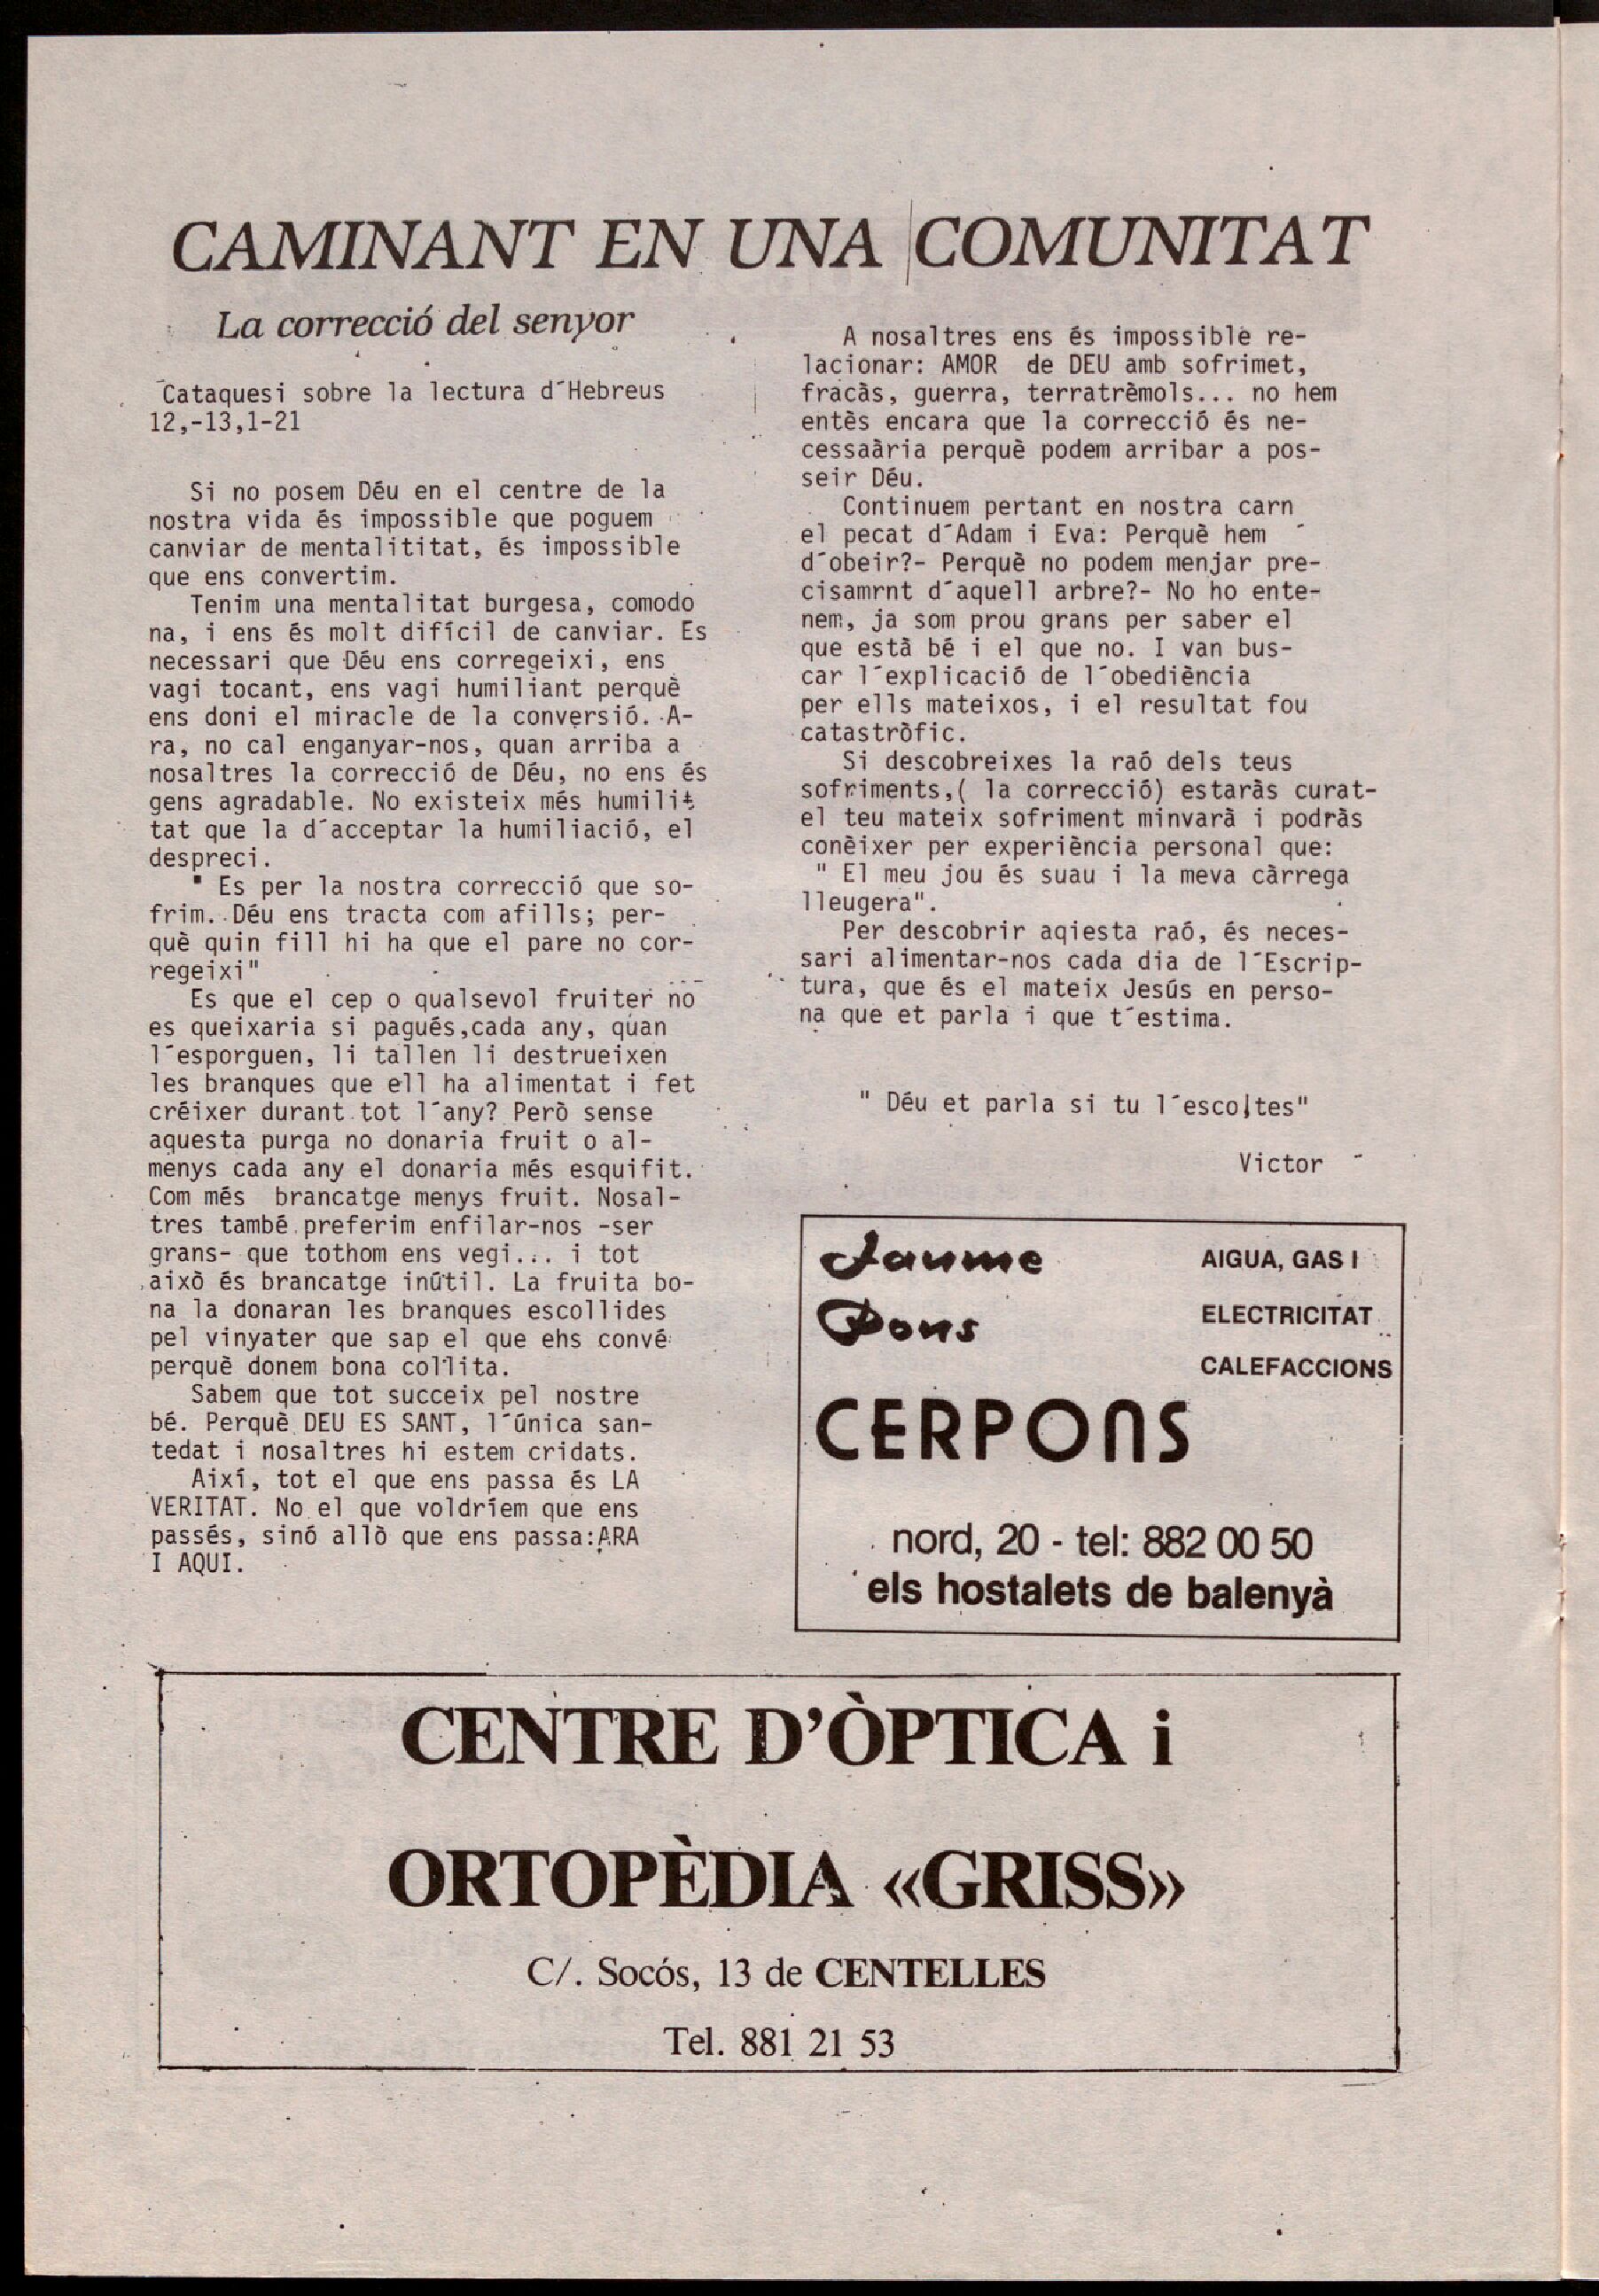 CAMINANT EN UNA COMUNITAT
La correcció del senyor
Cataquesi sobre la lectura d´Hebreus
12,-13,1-21
Si no posem Déu en el centre de la
nostra vida és impossible que poguem
canviar de mentalititat, és impossible
que ens convertim.
Tenim una mentalitat burgesa, comodo
na, i ens és molt difícil de canviar. Es
necessari que Déu ens corregeixi, ens
vagi tocant, ens vagi humiliant perquè
ens doni el miracle de la conversió. A-
ra, no cal enganyar-nos, quan arriba a
nosaltres la correcció de Déu, no ens és
gens agradable. No existeix més humilit
tat que la d´acceptar la humiliació, el
despreci.
" Es per la nostra correcció que so-
frim. Déu ens tracta com afills; per-
què quin fill hi ha que el pare no cor-
regeixi"
Es que el cep o qualsevol fruiter no
es queixaria si pagués,cada any, quan
l´esporguen, li tallen li destrueixen
les branques que ell ha alimentat i fet
créixer durant tot l´any? Però sense
aquesta purga no donaria fruit o al-
menys cada any el donaria més esquifit.
Com més brancatge menys fruit. Nosal-
tres també preferim enfilar-nos -ser
grans- que tothom ens vegi... i tot
això és brancatge inútil. La fruita bo-
na la donaran les branques escollides
pel vinyater que sap el que ehs convé
perquè donem bona collita.
Sabem que tot succeix pel nostre
bé. Perquè DEU ES SANT, l´única san-
tedat i nosaltres hi estem cridats.
Així, tot el que ens passa és LA
VERITAT. No el que voldríem que ens
passés, sinó allò que ens passa:ARA
I AQUI.
A nosaltres ens és impossible re-
lacionar: AMOR de DEU amb sofrimet,
fracàs, guerra, terratrèmols... no hem
entès encara que la correcció és ne-
cessaària perquè podem arribar a pos-
seir Déu.
Continuem pertant en nostra carn
el pecat d´Adam i Eva: Perquè hem
d´obeir?- Perquè no podem menjar pre-
cisamrnt d´aquell arbre?- No ho ente-
nem, ja som prou grans per saber el
que està bé i el que no. I van bus-
car l´explicació de l´obediència
per ells mateixos, i el resultat fou
catastròfic.
Si descobreixes la raó dels teus
sofriments,( la correcció) estaràs curat-
el teu mateix sofriment minvarà i podràs
conèixer per experiència personal que:
" El meu jou és suau i la meva càrrega
lleugera".
Per descobrir aqiesta raó, és neces-
sari alimentar-nos cada dia de l´Escrip-
tura, que és el mateix Jesús en perso-
na que et parla i que t´estima.
" Déu et parla si tu l´escoltes"
Victor
Jaume
Pons
AIGUA, GAS I
ELECTRICITAT
CALEFACCIONS
CERPONS
nord, 20 - tel: 882 00 50
els hostalets de balenyà
CENTRE D'ÒPTICA i
ORTOPÈDIA «GRISS»
C/. Socós, 13 de CENTELLES
Tel. 881 21 53